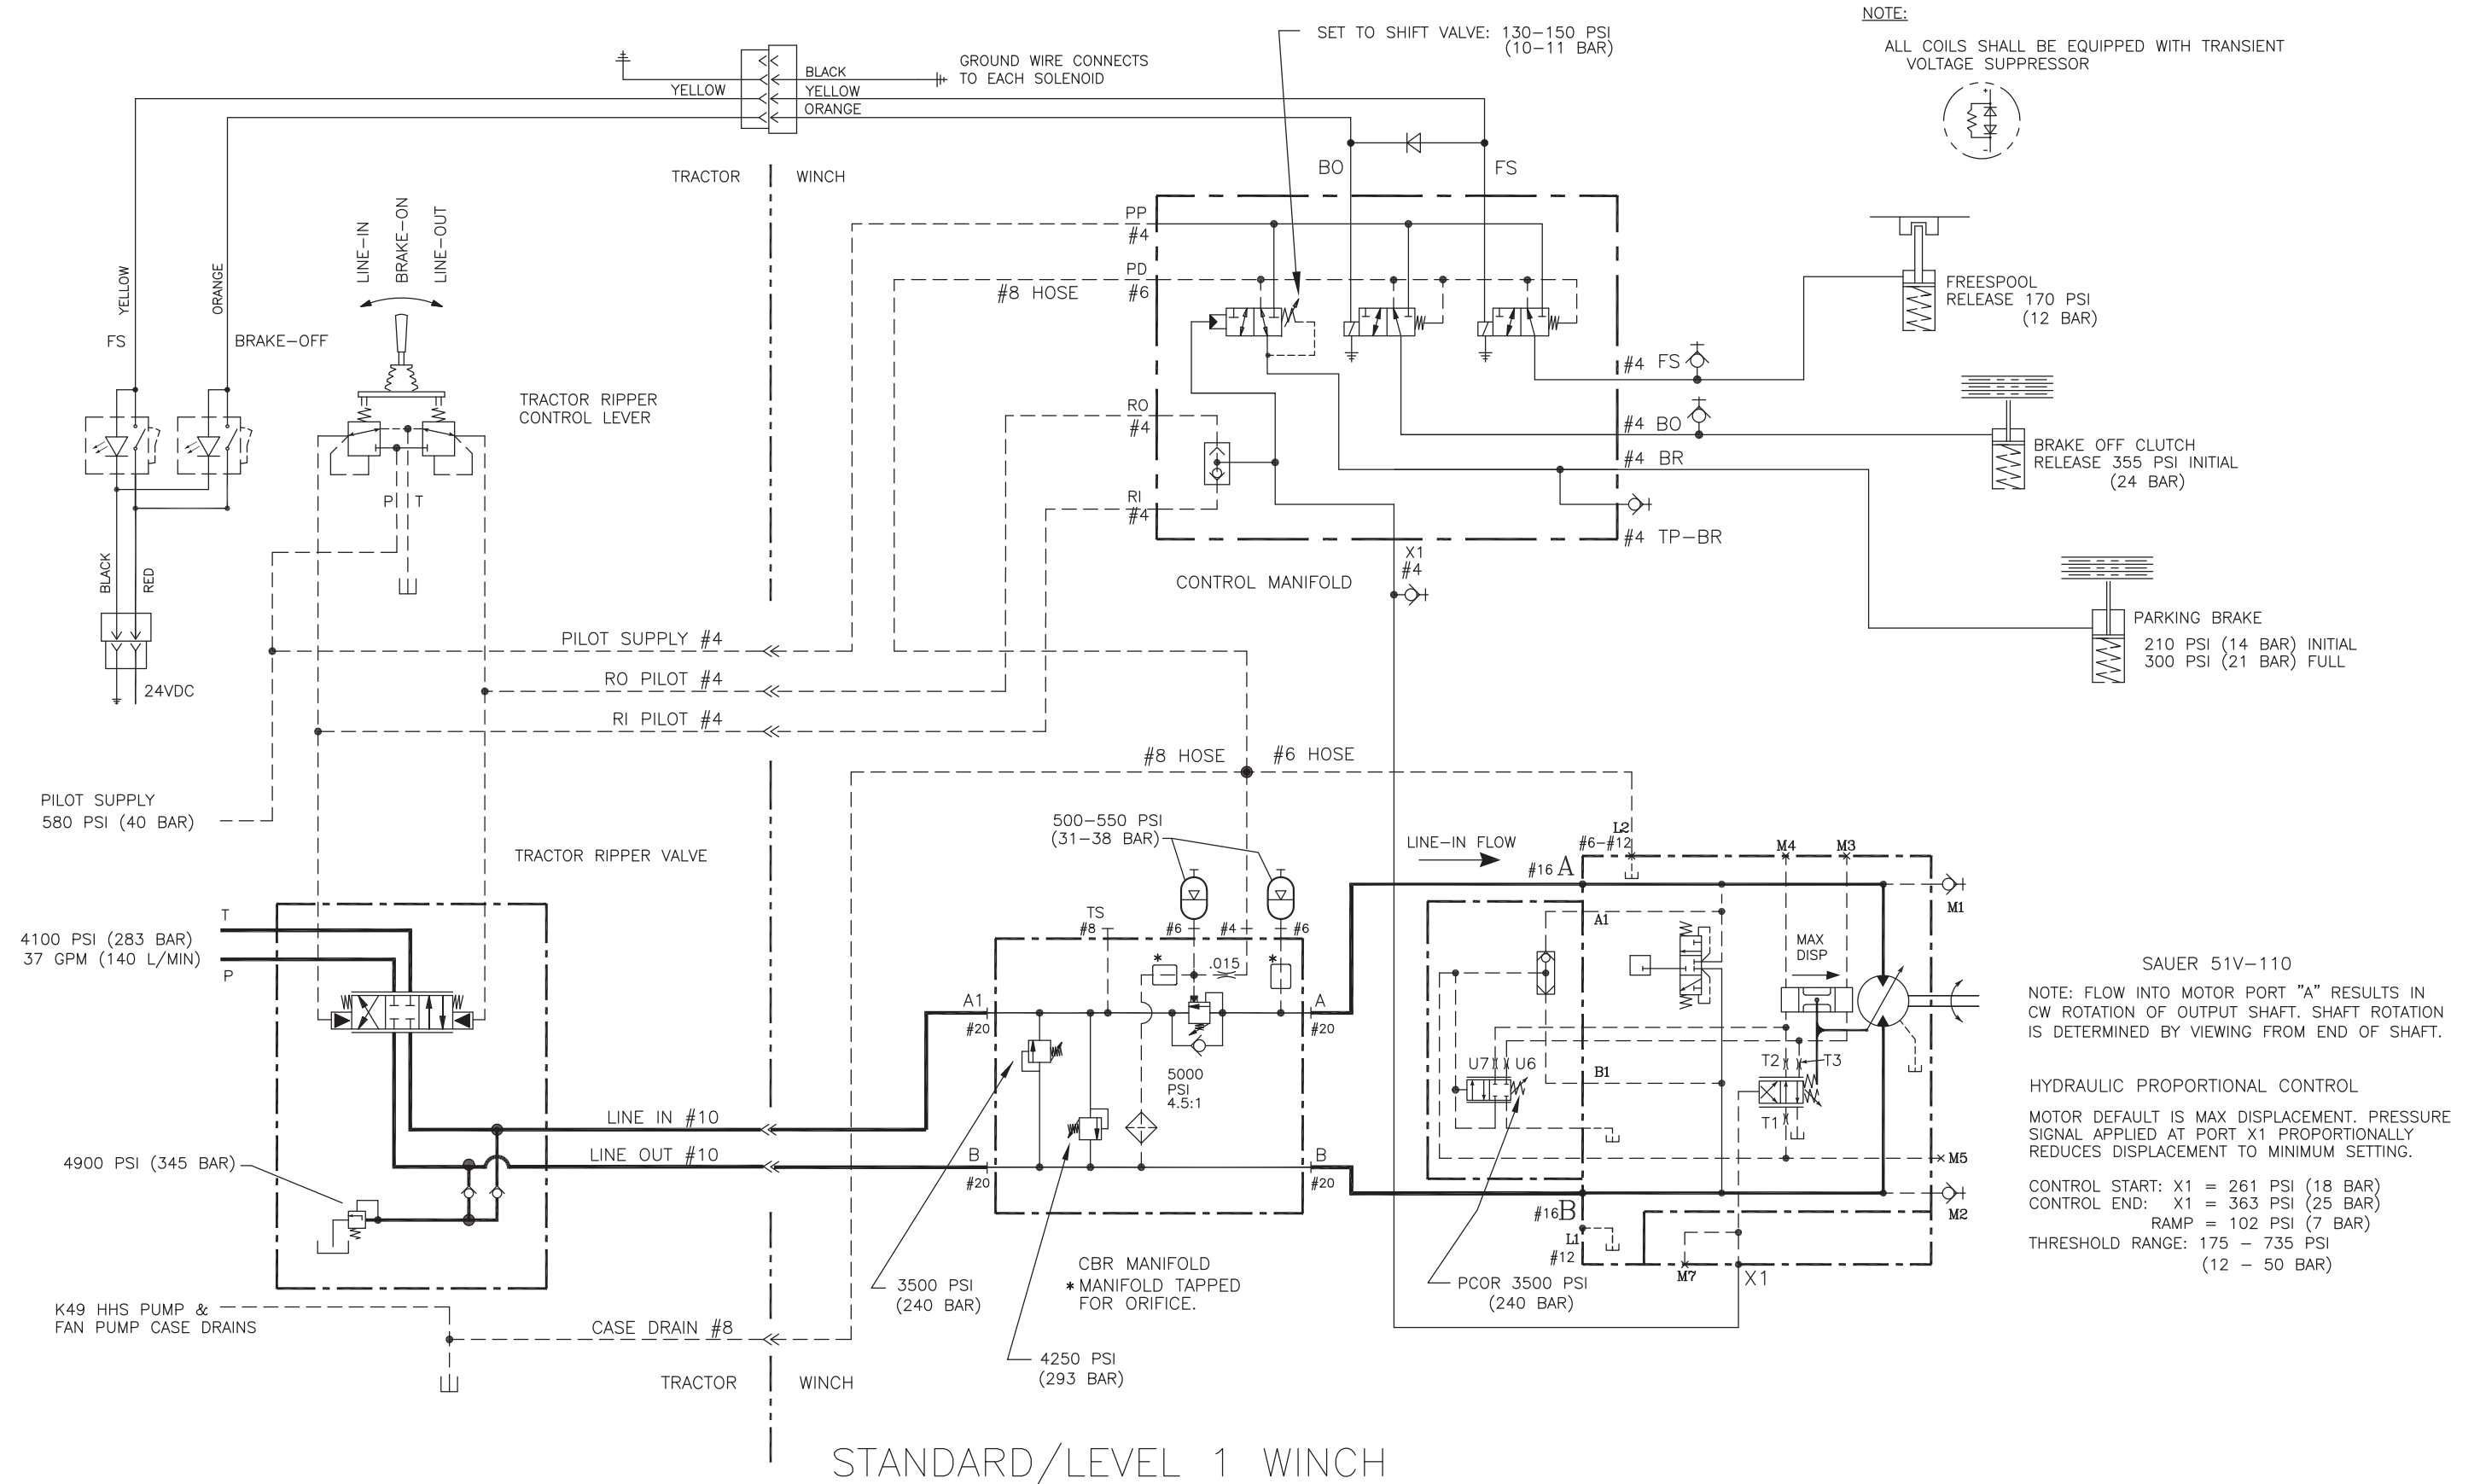 NOTE:
ALL COILS SHALL BE EQUIPPED WITH TRANSIENT
VOLTAGE SUPPRESSOR
+
-
SET TO SHIFT VALVE: 130-150 PSI
(10-11 BAR)
GROUND WIRE CONNECTS
TO EACH SOLENOID
BLACK
YELLOW
YELLOW
ORANGE
TRACTOR
WINCH
BO
FS
YELLOW
ORANGE
FS
BRAKE-OFF
LINE-IN
BRAKE-ON
LINE-OUT
TRACTOR RIPPER
CONTROL LEVER
P
T
BLACK
RED
24VDC
PP
#4
PD
#6
#8 HOSE
RO
#4
RI
#4
#4 FS
#4 BO
#4 BR
#4 TP-BR
X1
#4
CONTROL MANIFOLD
FREESPOOL
RELEASE 170 PSI
(12 BAR)
BRAKE OFF CLUTCH
RELEASE 355 PSI INITIAL
(24 BAR)
PARKING BRAKE
210 PSI (14 BAR) INITIAL
300 PSI (21 BAR) FULL
PILOT SUPPLY #4
RO PILOT #4
RI PILOT #4
PILOT SUPPLY
580 PSI (40 BAR)
#8 HOSE
#6 HOSE
TRACTOR RIPPER VALVE
T
4100 PSI (283 BAR)
37 GPM (140 L/MIN)
P
LINE IN #10
LINE OUT #10
4900 PSI (345 BAR)
K49 HHS PUMP &
FAN PUMP CASE DRAINS
CASE DRAIN #8
TRACTOR
WINCH
500-550 PSI
(31-38 BAR)
TS
#8
#6
#4
#6
*
.015
*
A1
#20
A
#20
5000
PSI
4.5:1
B
#20
B
#20
CBR MANIFOLD
* MANIFOLD TAPPED
FOR ORIFICE.
3500 PSI
(240 BAR)
4250 PSI
(293 BAR)
LINE-IN FLOW
L2
#6-#12
#16 A
M4
M3
M1
A1
MAX
DISP
U7
U6
B1
T2
T3
T1
M5
#16 B
M2
L1
#12
M7
X1
PCOR 3500 PSI
(240 BAR)
SAUER 51V-110
NOTE: FLOW INTO MOTOR PORT "A" RESULTS IN
CW ROTATION OF OUTPUT SHAFT. SHAFT ROTATION
IS DETERMINED BY VIEWING FROM END OF SHAFT.
HYDRAULIC PROPORTIONAL CONTROL
MOTOR DEFAULT IS MAX DISPLACEMENT. PRESSURE
SIGNAL APPLIED AT PORT X1 PROPORTIONALLY
REDUCES DISPLACEMENT TO MINIMUM SETTING.
CONTROL START: X1 = 261 PSI (18 BAR)
CONTROL END: X1 = 363 PSI (25 BAR)
RAMP = 102 PSI (7 BAR)
THRESHOLD RANGE: 175 - 735 PSI
(12 - 50 BAR)
STANDARD/LEVEL 1 WINCH